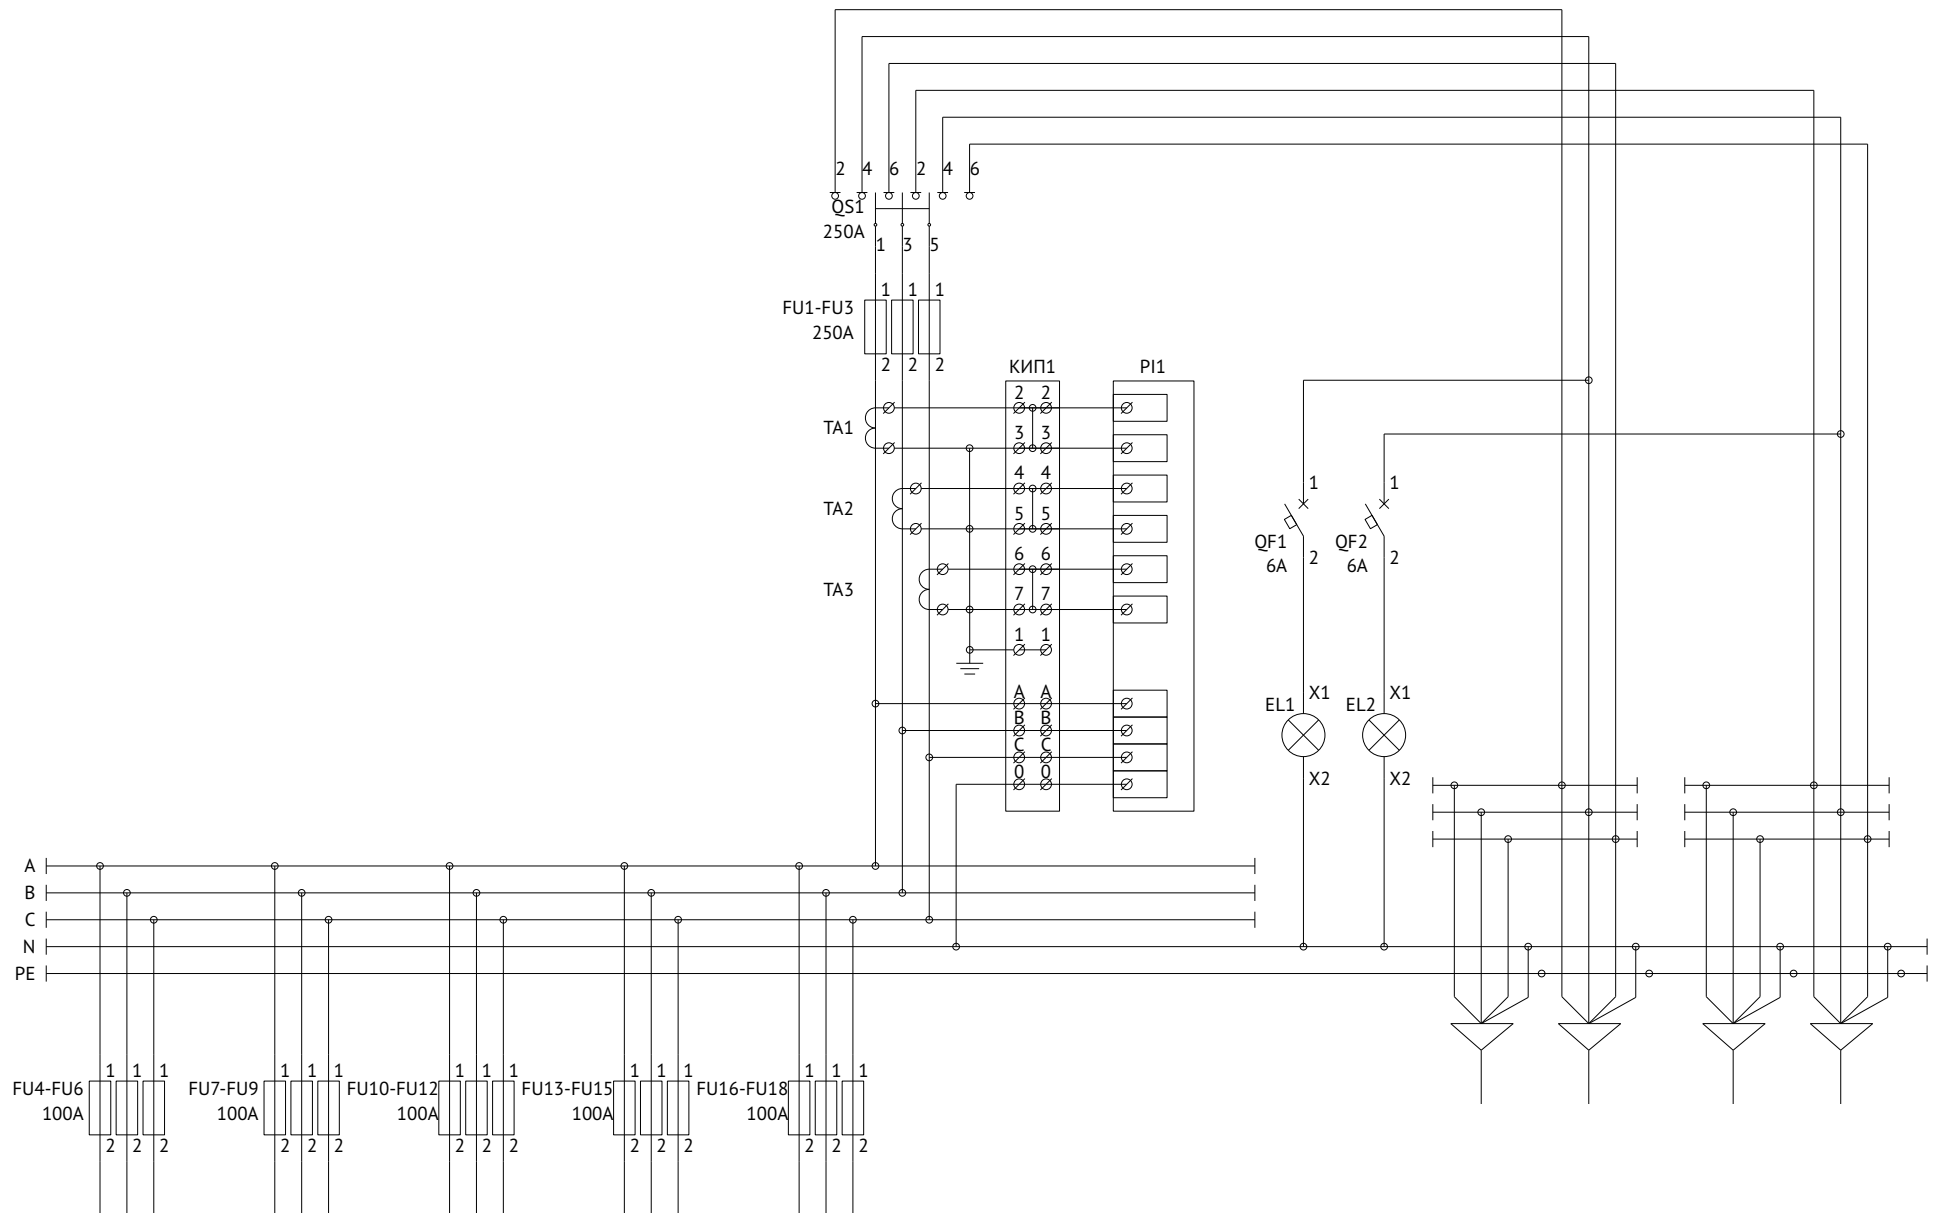 2 4 6 2 4 6
QS1
250A
1 3 5
FU1-FU3
250A
1 1 1
2 2 2
КИП1
PI1
2 2
TA1
3 3
4 4
TA2
5 5
6 6
TA3
7 7
1 1
A A
B B
C C
0 0
1
QF1
6A
2
1
QF2
6A
2
X1
EL1
X2
X1
EL2
X2
A
B
C
N
PE
FU4-FU6
100A
1 1 1
2 2 2
FU7-FU9
100A
1 1 1
2 2 2
FU10-FU12
100A
1 1 1
2 2 2
FU13-FU15
100A
1 1 1
2 2 2
FU16-FU18
100A
1 1 1
2 2 2